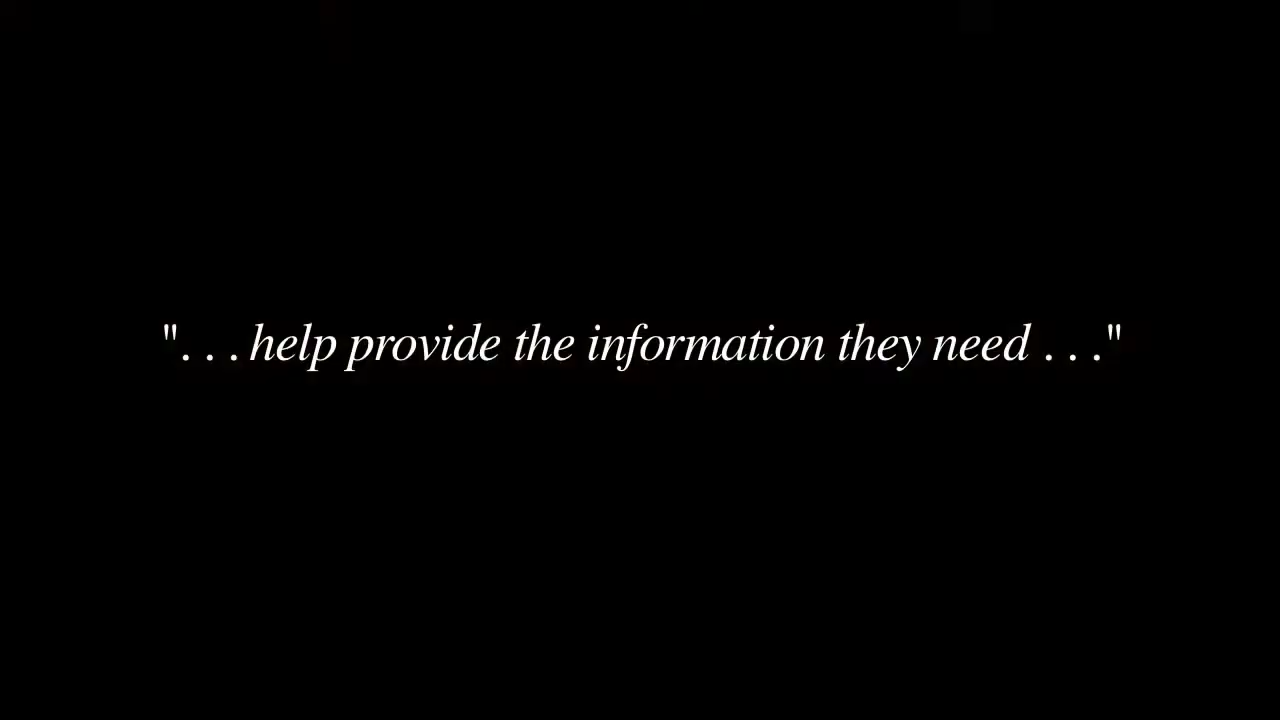 ". . . help provide the information they need . . ."